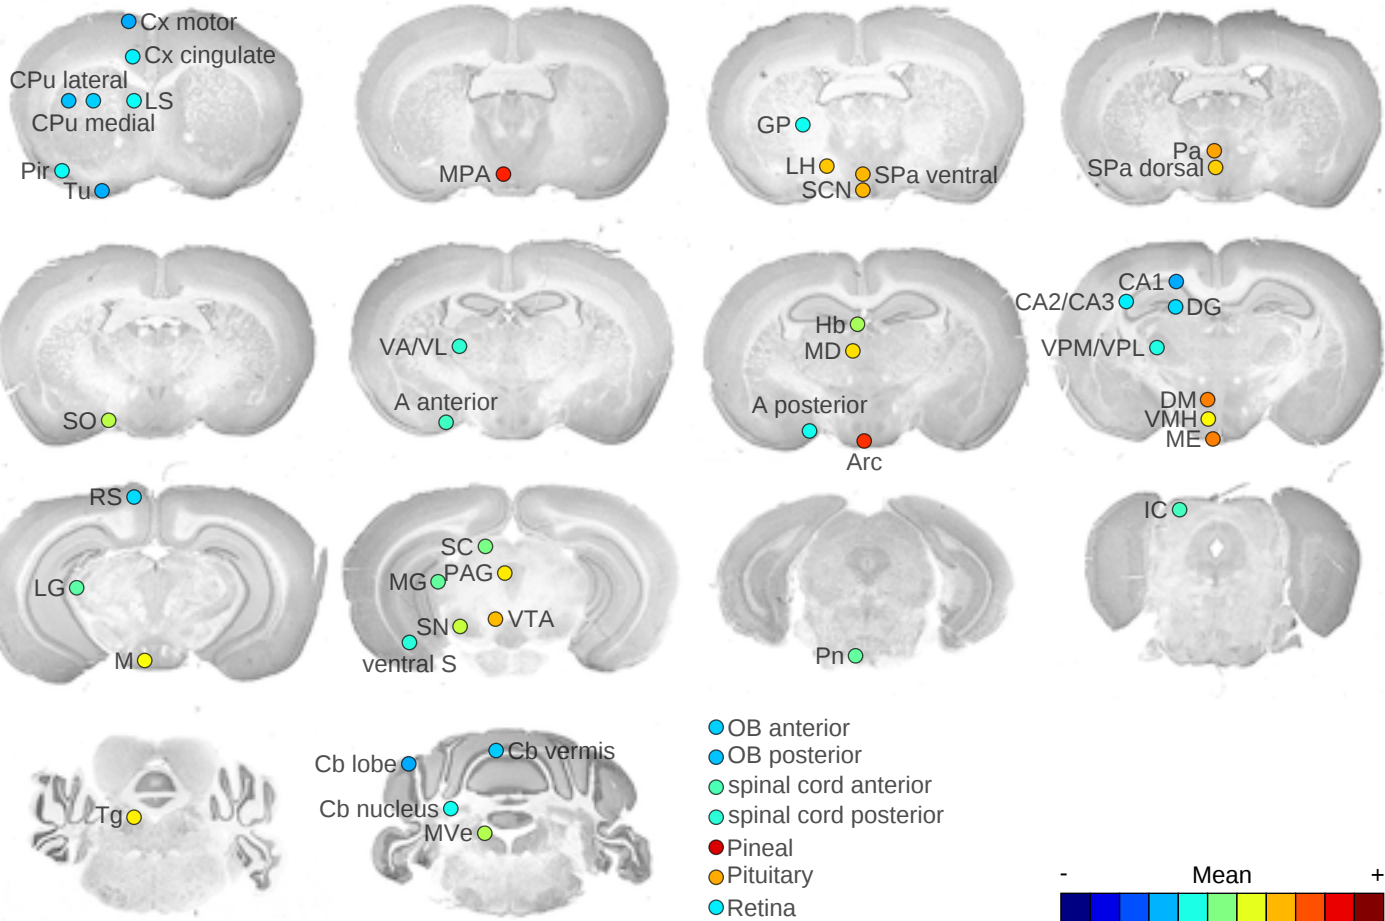 Cx motor
Cx cingulate
CPu lateral
LS
CPu medial
Pir
Tu
MPA
GP
LH
SPa ventral
SCN
Pa
SPa dorsal
SO
VA/VL
A anterior
Hb
MD
A posterior
Arc
CA1
CA2/CA3
DG
VPM/VPL
DM
VMH
ME
RS
LG
M
SC
MG
PAG
SN
VTA
ventral S
Pn
IC
Tg
Cb lobe
Cb vermis
Cb nucleus
MVe
OB anterior
OB posterior
spinal cord anterior
spinal cord posterior
Pineal
Pituitary
Retina
- Mean +